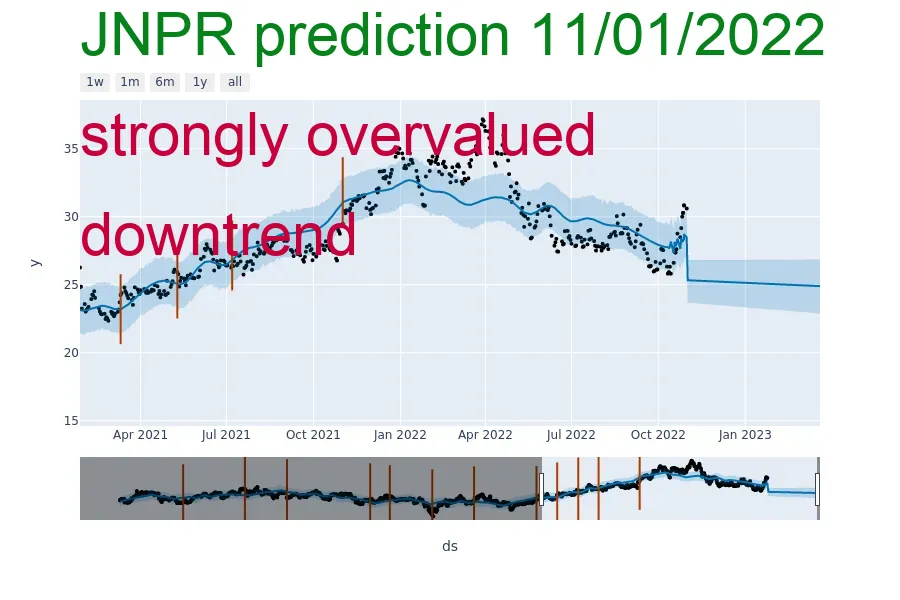 JNPR prediction 11/01/2022
1w 1m 6m 1y all
strongly overvalued
downtrend
35
30
25
20
15
y
Apr 2021 Jul 2021 Oct 2021 Jan 2022 Apr 2022 Jul 2022 Oct 2022 Jan 2023
ds